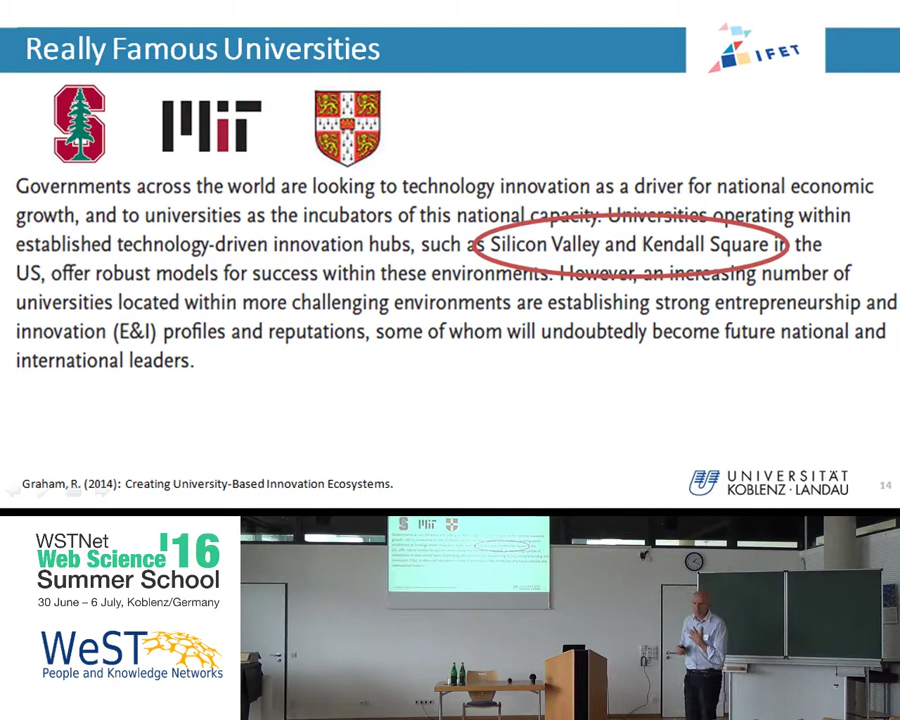 Really Famous Universities
IFET
S
MIT
Governments across the world are looking to technology innovation as a driver for national economic
growth, and to universities as the incubators of this national capacity. Universities operating within
established technology-driven innovation hubs, such as Silicon Valley and Kendall Square in the
US, offer robust models for success within these environments. However, an increasing number of
universities located within more challenging environments are establishing strong entrepreneurship and
innovation (E&I) profiles and reputations, some of whom will undoubtedly become future national and
international leaders.
Graham, R. (2014): Creating University-Based Innovation Ecosystems.
UNIVERSITÄT
KOBLENZ · LANDAU
14
WSTNet
Web Science '16
Summer School
30 June – 6 July, Koblenz/Germany
WeST
People and Knowledge Networks